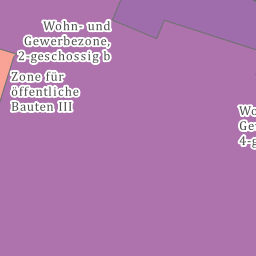 Wohn- und
Gewerbezone,
2-geschossig b
Zone für
öffentliche
Bauten III